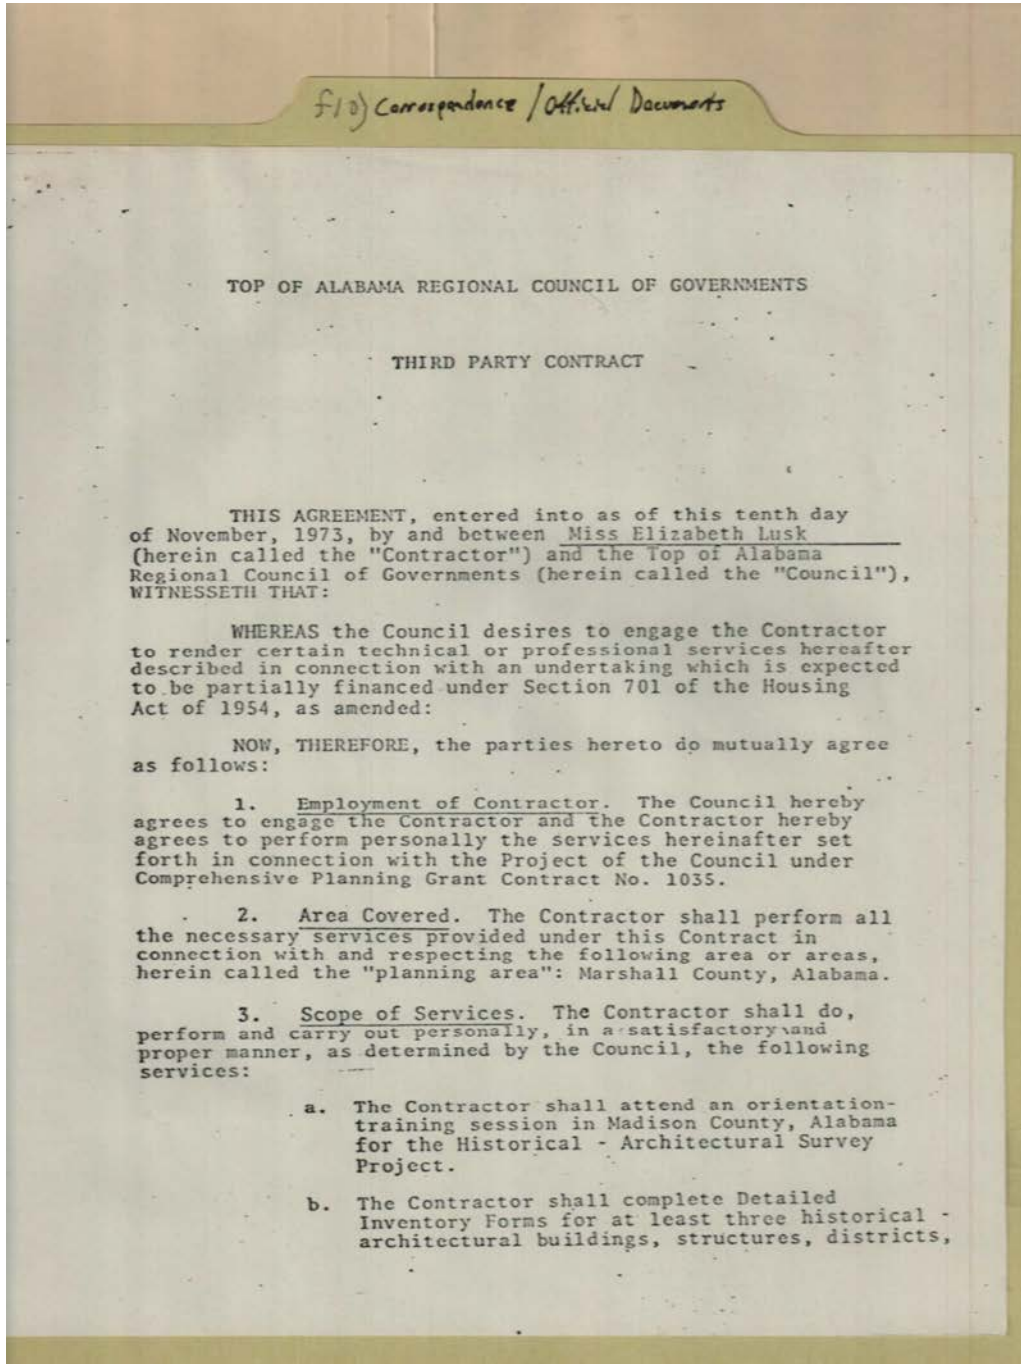 f10) Correspondence / Official Documents
TOP OF ALABAMA REGIONAL COUNCIL OF GOVERNMENTS
THIRD PARTY CONTRACT
THIS AGREEMENT, entered into as of this tenth day
of November, 1973, by and between Miss Elizabeth Lusk
(herein called the "Contractor") and the Top of Alabama
Regional Council of Governments (herein called the "Council"),
WITNESSETH THAT:
WHEREAS the Council desires to engage the Contractor
to render certain technical or professional services hereafter
described in connection with an undertaking which is expected
to be partially financed under Section 701 of the Housing
Act of 1954, as amended:
NOW, THEREFORE, the parties hereto do mutually agree
as follows:
1. Employment of Contractor. The Council hereby
agrees to engage the Contractor and the Contractor hereby
agrees to perform personally the services hereinafter set
forth in connection with the Project of the Council under
Comprehensive Planning Grant Contract No. 1035.
2. Area Covered. The Contractor shall perform all
the necessary services provided under this Contract in
connection with and respecting the following area or areas,
herein called the "planning area": Marshall County, Alabama.
3. Scope of Services. The Contractor shall do,
perform and carry out personally, in a satisfactory and
proper manner, as determined by the Council, the following
services:
a. The Contractor shall attend an orientation-
training session in Madison County, Alabama
for the Historical - Architectural Survey
Project.
b. The Contractor shall complete Detailed
Inventory Forms for at least three historical -
architectural buildings, structures, districts,